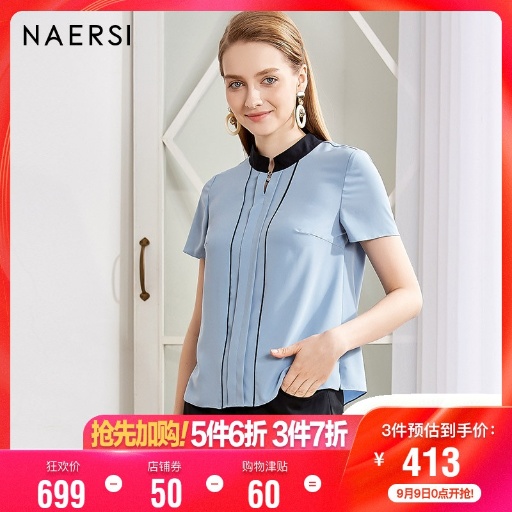 NAERSI
抢先加购! 5件6折 3件7折
3件预估到手价:
¥ 413
9月9日0点开抢!
狂欢价 店铺券 购物津贴
699 - 50 - 60 =